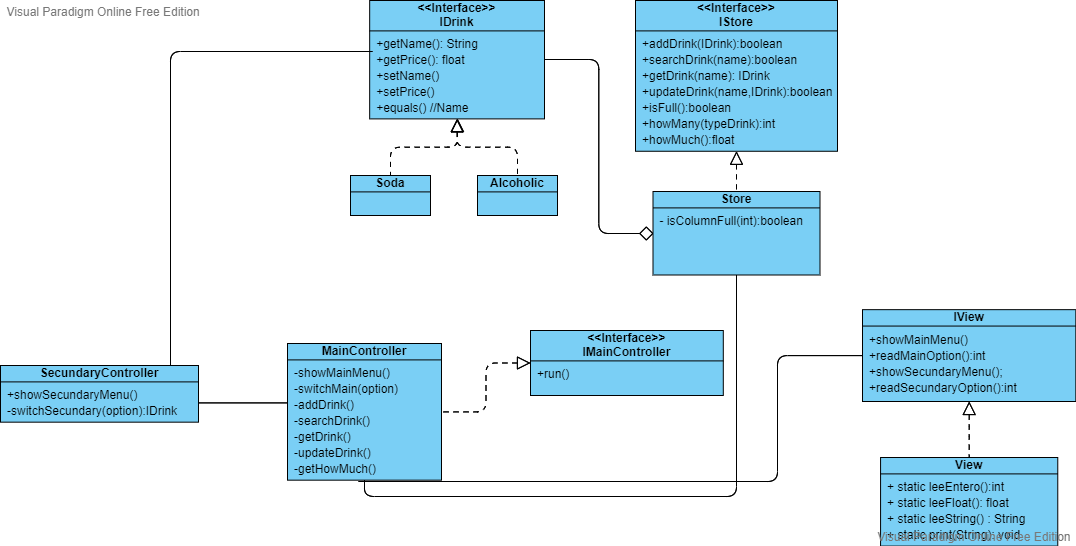 Visual Paradigm Online Free Edition
<<Interface>>
IDrink
+getName(): String
+getPrice(): float
+setName()
+setPrice()
+equals() //Name
<<Interface>>
IStore
+addDrink(IDrink):boolean
+searchDrink(name):boolean
+getDrink(name): IDrink
+updateDrink(name,IDrink):boolean
+isFull():boolean
+howMany(typeDrink):int
+howMuch():float
Soda
Alcoholic
Store
- isColumnFull(int):boolean
SecundaryController
+showSecundaryMenu()
-switchSecundary(option):IDrink
MainController
-showMainMenu()
-switchMain(option)
-addDrink()
-searchDrink()
-getDrink()
-updateDrink()
-getHowMuch()
<<Interface>>
IMainController
+run()
IView
+showMainMenu()
+readMainOption():int
+showSecundaryMenu();
+readSecundaryOption():int
View
+ static leeEntero():int
+ static leeFloat(): float
+ static leeString() : String
+ static print(String): void
Visual Paradigm Online Free Edition